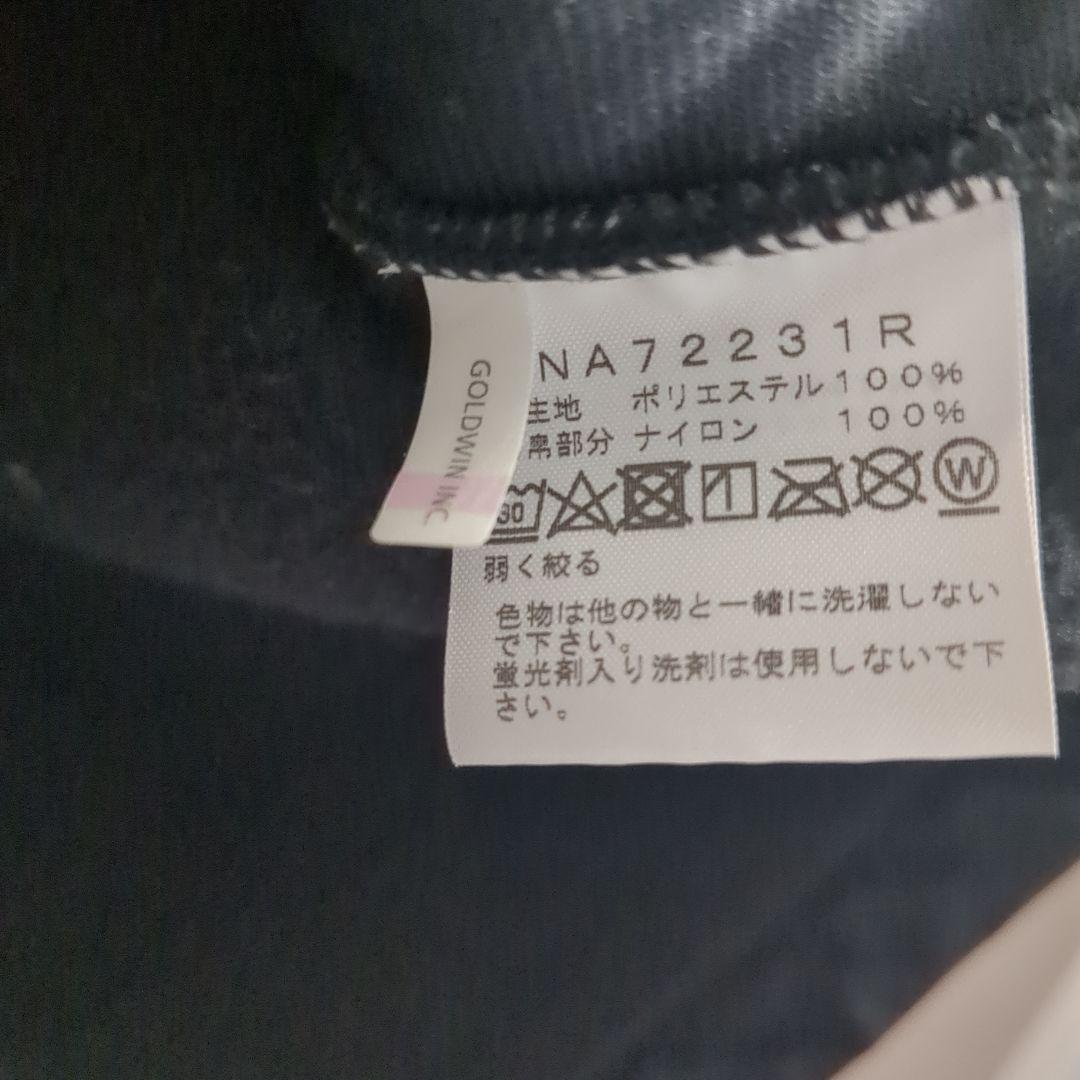 GOLDWIN INC
NA72231R
生地 ポリエステル100%
部分 ナイロン 100%
30
W
弱く絞る
色物は他の物と一緒に洗濯しない
で下さい。
蛍光剤入り洗剤は使用しないで下
さい。